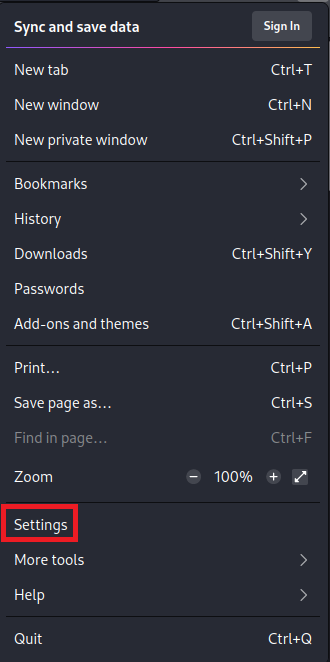 Sync and save data Sign In
New tab Ctrl+T
New window Ctrl+N
New private window Ctrl+Shift+P
Bookmarks
History
Downloads Ctrl+Shift+Y
Passwords
Add-ons and themes Ctrl+Shift+A
Print… Ctrl+P
Save page as… Ctrl+S
Find in page… Ctrl+F
Zoom 100%
Settings
More tools
Help
Quit Ctrl+Q